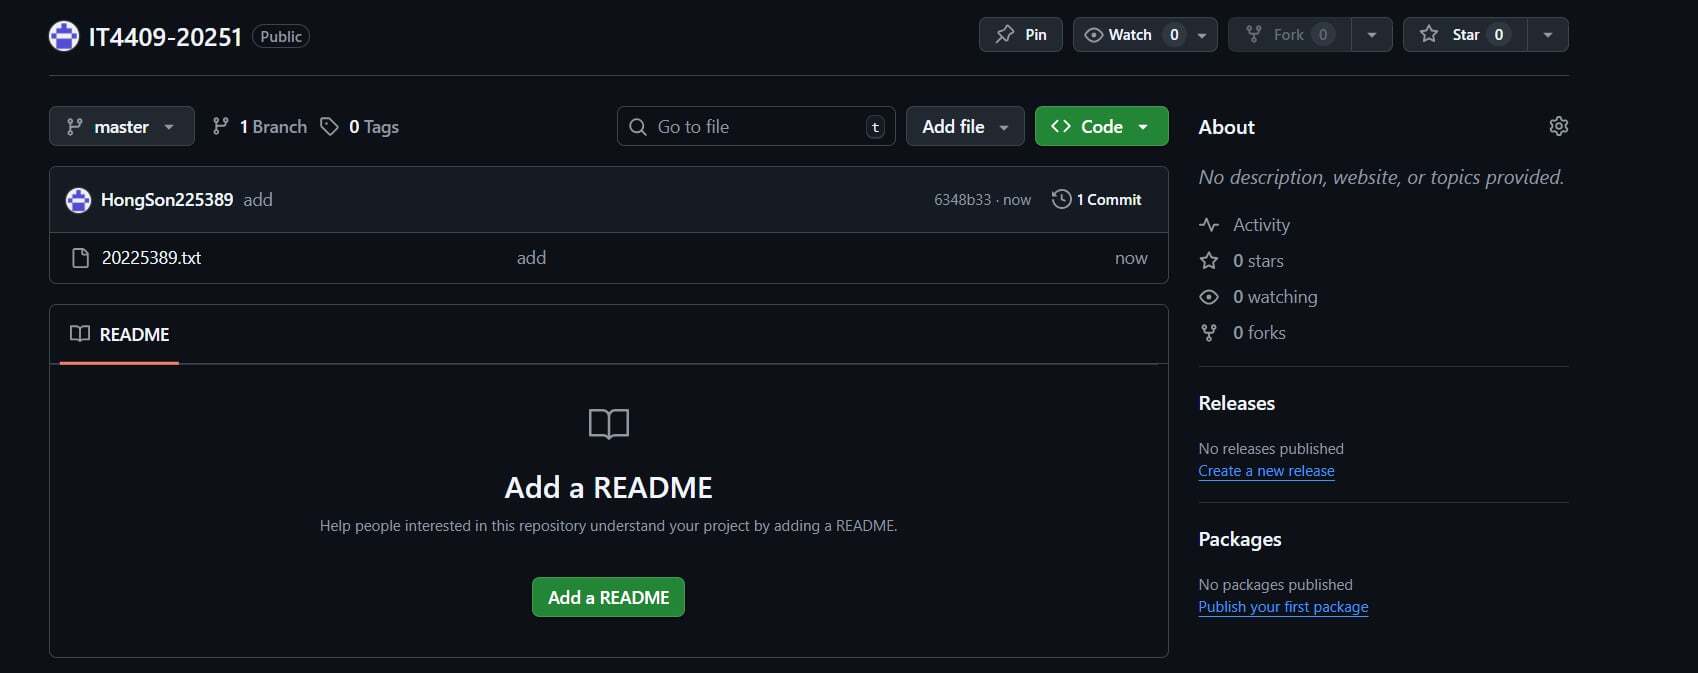 IT4409-20251 Public Pin Watch 0 Fork 0 Star 0
master 1 Branch 0 Tags Go to file t Add file Code
HongSon225389 add 6348b33 · now 1 Commit
20225389.txt add now
README
Add a README
Help people interested in this repository understand your project by adding a README.
Add a README
About
No description, website, or topics provided.
Activity
0 stars
0 watching
0 forks
Releases
No releases published
Create a new release
Packages
No packages published
Publish your first package